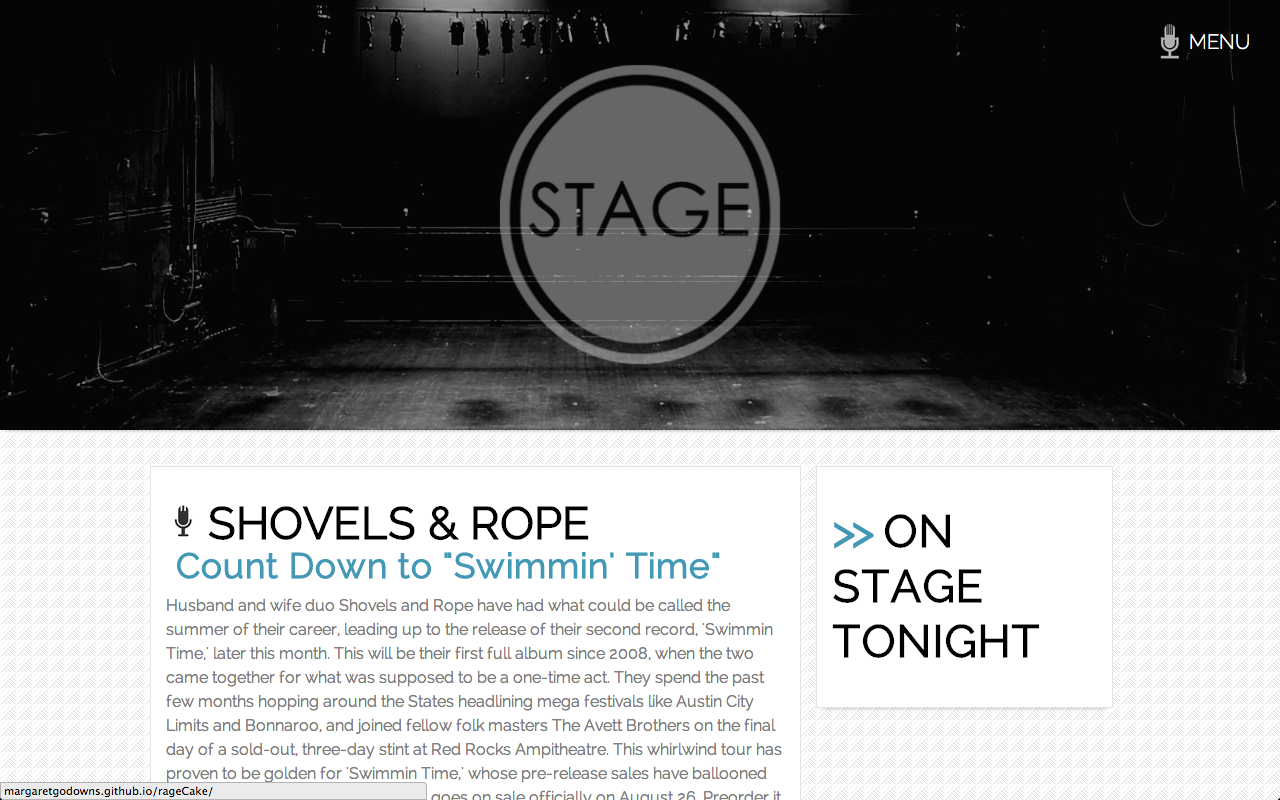 MENU
STAGE
SHOVELS & ROPE
Count Down to "Swimmin' Time"
Husband and wife duo Shovels and Rope have had what could be called the
summer of their career, leading up to the release of their second record, 'Swimmin
Time,' later this month. This will be their first full album since 2008, when the two
came together for what was supposed to be a one-time act. They spend the past
few months hopping around the States headlining mega festivals like Austin City
Limits and Bonnaroo, and joined fellow folk masters The Avett Brothers on the final
day of a sold-out, three-day stint at Red Rocks Ampitheatre. This whirlwind tour has
proven to be golden for 'Swimmin Time,' whose pre-release sales have ballooned
goes on sale officially on August 26. Preorder it
>> ON
STAGE
TONIGHT
margaretgodowns.github.io/rageCake/